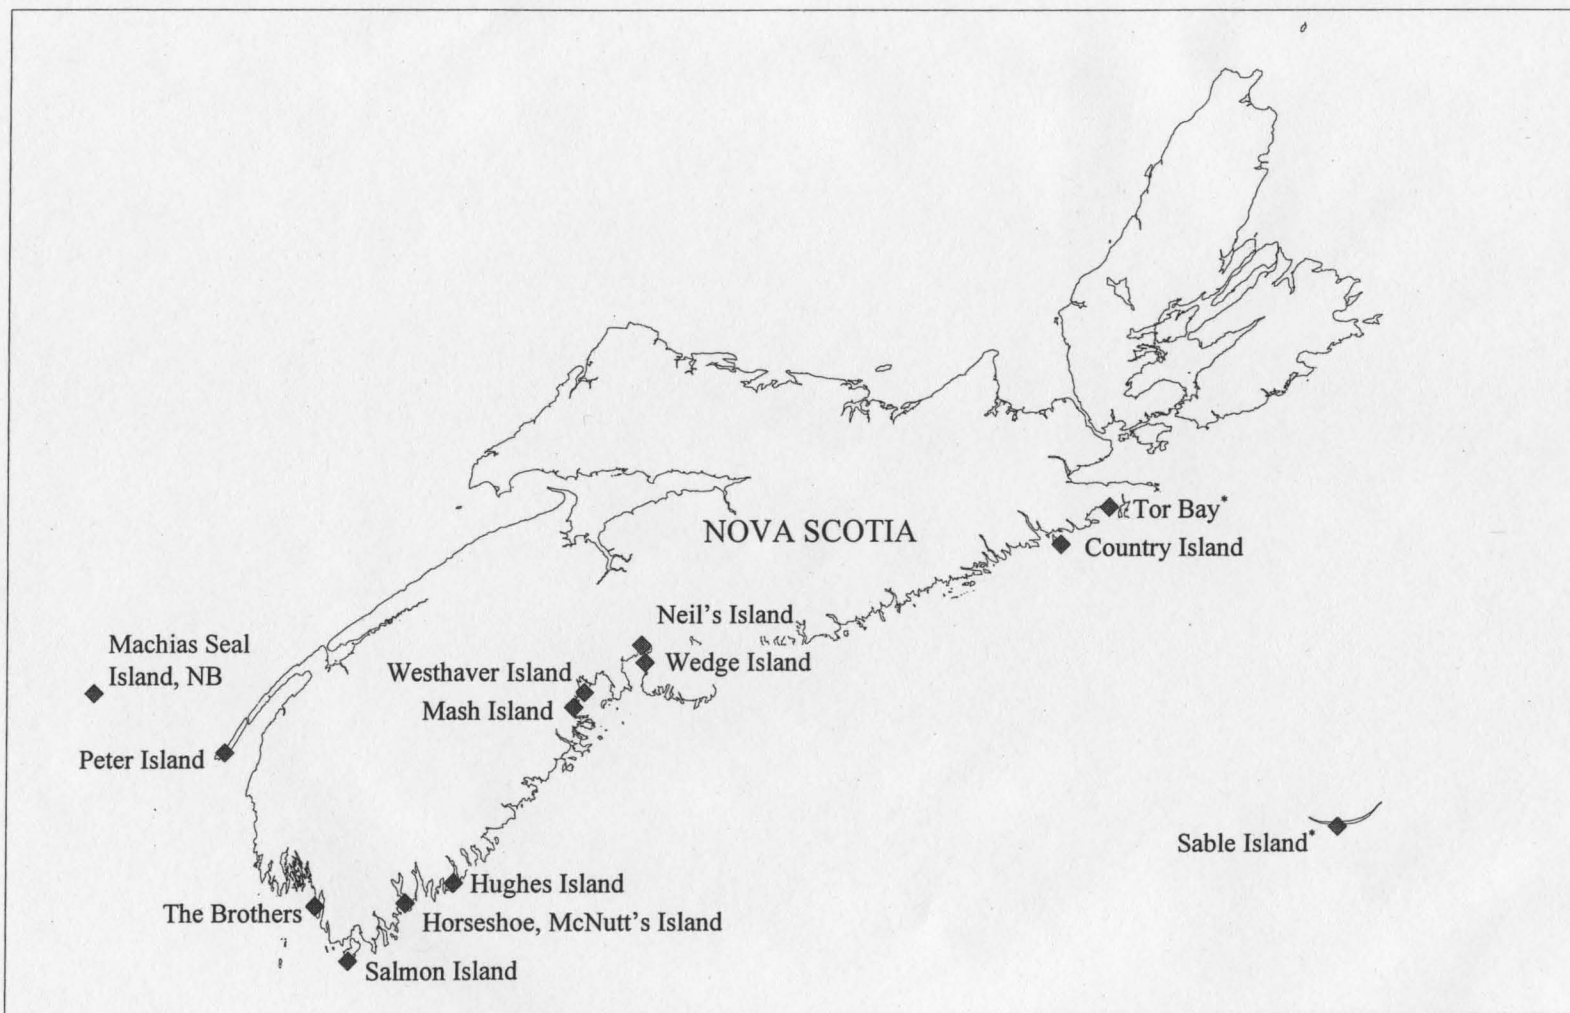 Tor Bay*
NOVA SCOTIA
Country Island
Neil's Island
Machias Seal
Island, NB
Wedge Island
Westhaver Island
Mash Island
Peter Island
Sable Island*
Hughes Island
The Brothers
Horseshoe, McNutt's Island
Salmon Island